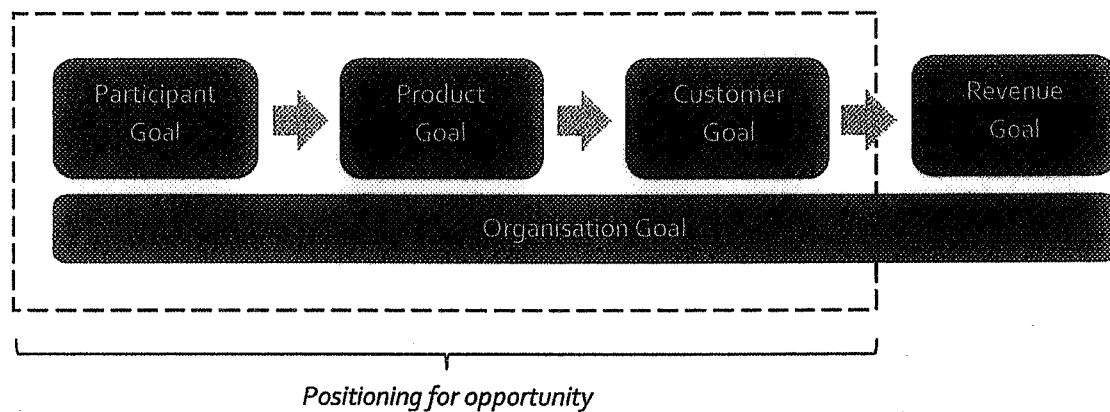 Participant
Goal
Product
Goal
Customer
Goal
Revenue
Goal
Organisation Goal
Positioning for opportunity